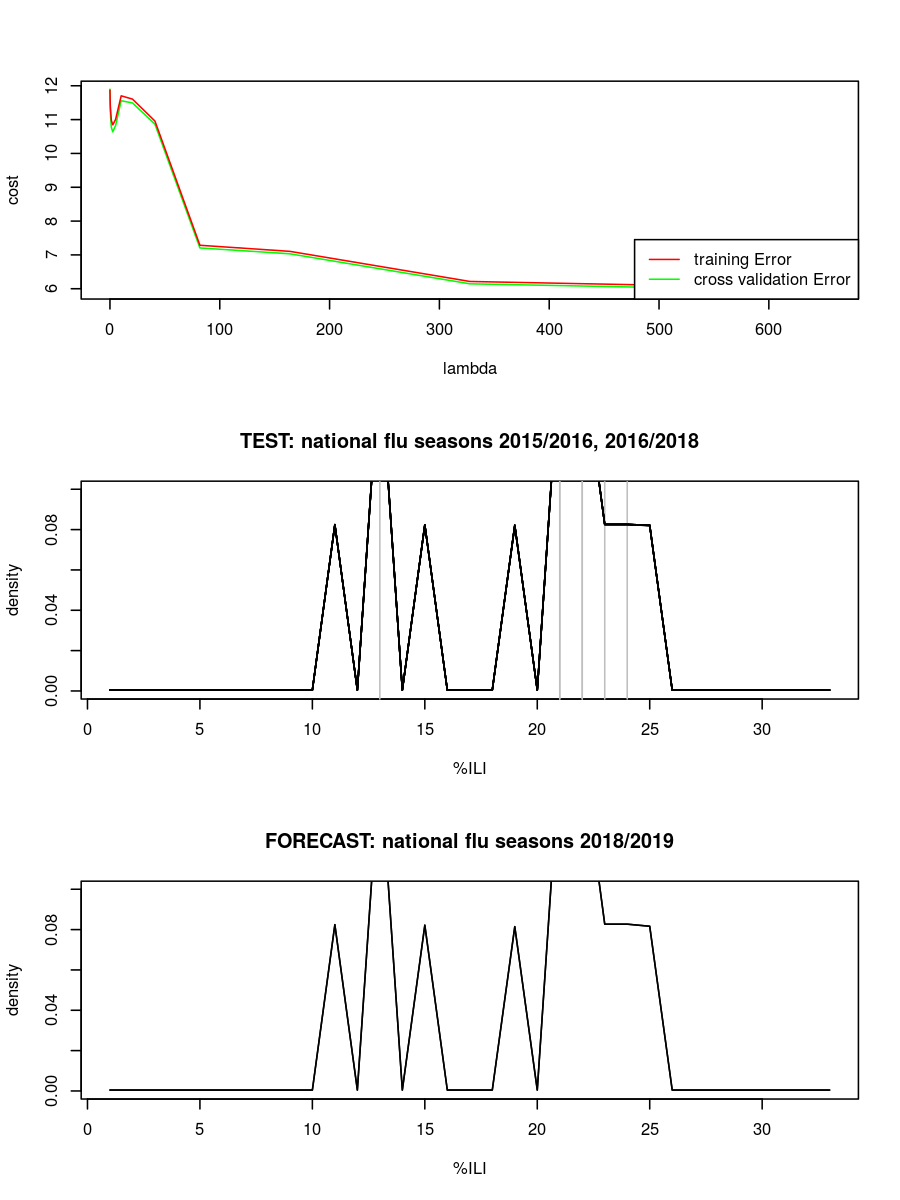 12
11
10
9
8
7
6
cost
training Error
cross validation Error
0 100 200 300 400 500 600
lambda
TEST: national flu seasons 2015/2016, 2016/2018
0.08
0.04
0.00
density
0 5 10 15 20 25 30
%ILI
FORECAST: national flu seasons 2018/2019
0.08
0.04
0.00
density
0 5 10 15 20 25 30
%ILI